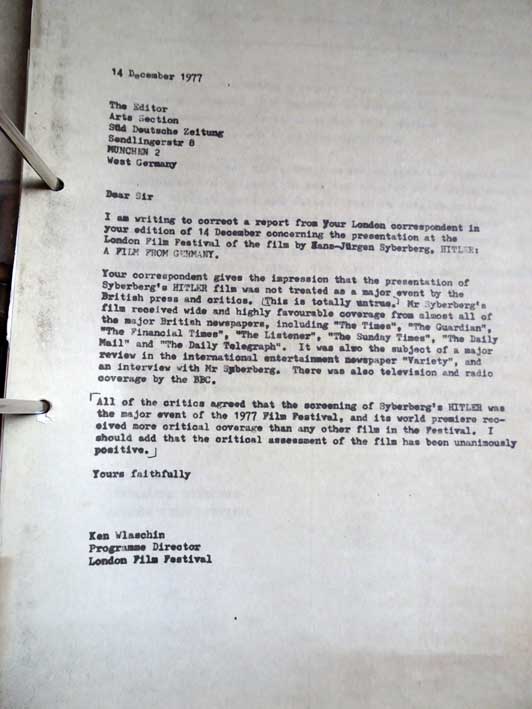 14 December 1977
The Editor
Arts Section
Süd Deutsche Zeitung
Sendlingerstr 8
MÜNCHEN 2
West Germany
Dear Sir
I am writing to correct a report from Your London correspondent in
your edition of 14 December concerning the presentation at the
London Film Festival of the film by Hans-Jürgen Syberberg, HITLER:
A FILM FROM GERMANY.
Your correspondent gives the impression that the presentation of
Syberberg's HITLER film was not treated as a major event by the
British press and critics. (This is totally untrue.) Mr Syberberg's
film received wide and highly favourable coverage from almost all of
the major British newspapers, including "The Times", "The Guardian",
"The Financial Times", "The Listener", "The Sunday Times", "The Daily
Mail" and "The Daily Telegraph". It was also the subject of a major
review in the international entertainment newspaper "Variety", and
an interview with Mr Syberberg. There was also television and radio
coverage by the BBC.
All of the critics agreed that the screening of Syberberg's HITLER was
the major event of the 1977 Film Festival, and its world premiere rec-
eived more critical coverage than any other film in the Festival. I
should add that the critical assessment of the film has been unanimously
positive.
Yours faithfully
Ken Wlaschin
Programme Director
London Film Festival